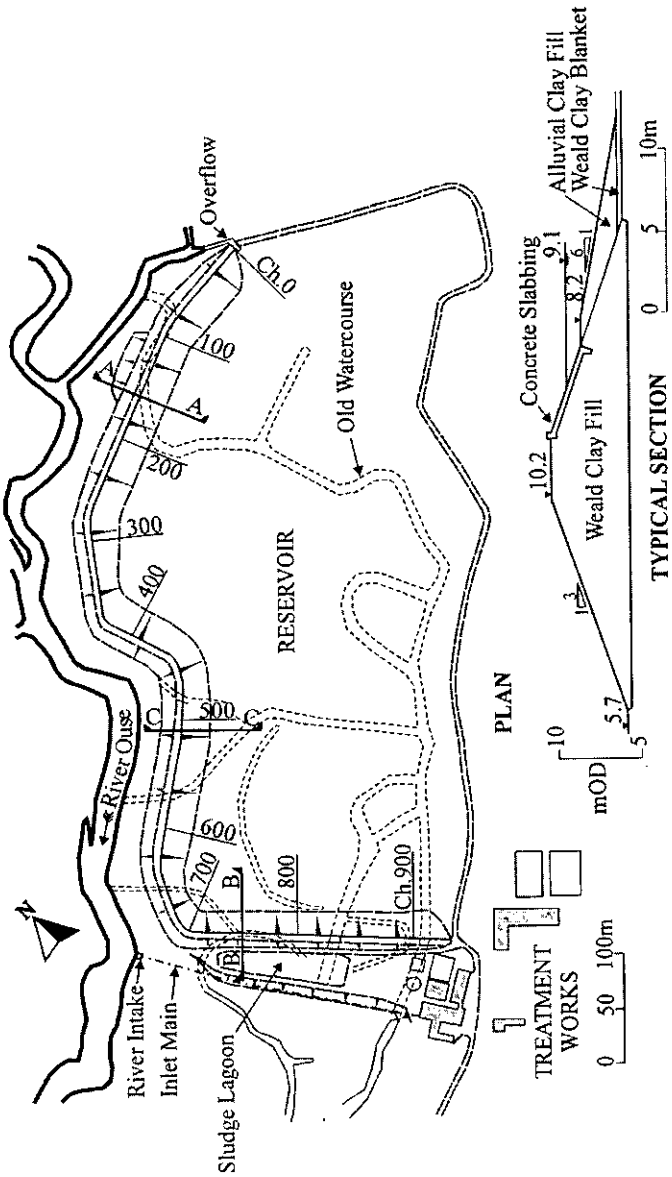 N
River Ouse
River Intake
Inlet Main
Sludge Lagoon
Overflow
Ch.0
100
A
A
200
300
400
C
500
C
600
700
B
B
800
Ch.900
RESERVOIR
Old Watercourse
PLAN
TREATMENT
WORKS
0 50 100m
10
mOD
5
5.7
1
3
10.2
Concrete Slabbing
9.1
8.2
6
1
Weald Clay Fill
Alluvial Clay Fill
Weald Clay Blanket
0 5 10m
TYPICAL SECTION